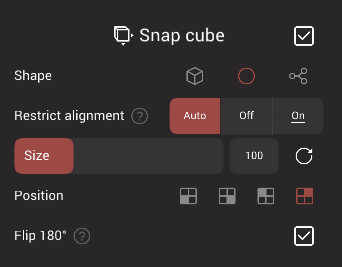 Snap cube
Shape
Restrict alignment ? Auto Off On
Size 100
Position
Flip 180° ?